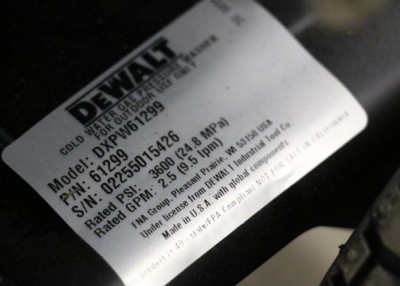 DEWALT
COLD WATER GAS PRESSURE WASHER
FOR OUTDOOR USE ONLY
Model: DXPW61299
P/N: 61299
S/N: 02255015426
Rated PSI: 3600 (24.8 MPa)
Rated GPM: 2.5 (9.5 lpm)
FNA Group, Pleasant Prairie, WI 53158 USA
Under license from DEWALT Industrial Tool Co.
Made in U.S.A. with global components
product is 49-state/EPA Compliant NOT FOR SALE IN CALIFORNIA